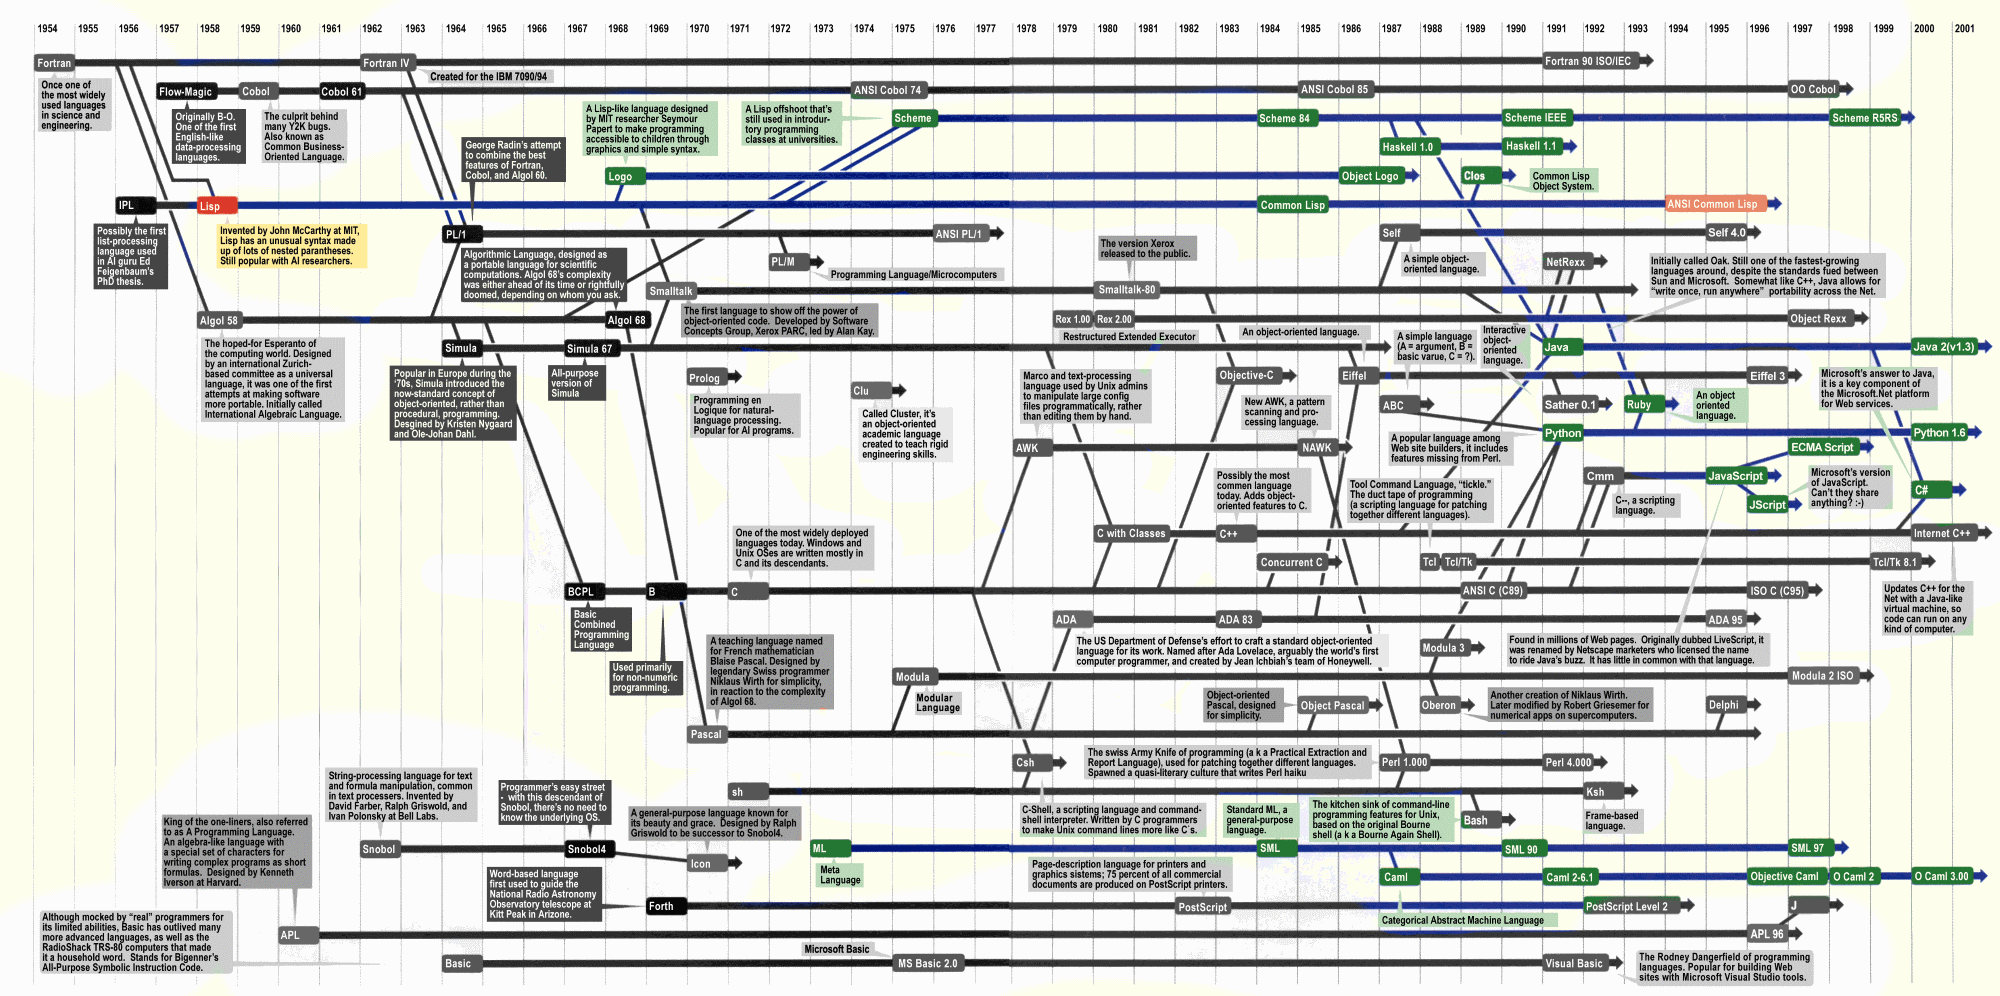 1954 1955 1956 1957 1958 1959 1960 1961 1962 1963 1964 1965 1966 1967 1968 1969 1970 1971 1972 1973 1974 1975 1976 1977 1978 1979 1980 1981 1982 1983 1984 1985 1986 1987 1988 1989 1990 1991 1992 1993 1994 1995 1996 1997 1998 1999 2000 2001
Fortran
Fortran IV
Fortran 90 ISO/IEC
Created for the IBM 7090/94
Once one of
the most widely
used languages
in science and
engineering.
Flow-Magic
Cobol
Cobol 61
ANSI Cobol 74
ANSI Cobol 85
OO Cobol
Originally B-O.
One of the first
English-like
data-processing
languages.
The culprit behind
many Y2K bugs.
Also known as
Common Business-
Oriented Language.
George Radin's attempt
to combine the best
features of Fortran,
Cobol, and Algol 60.
A Lisp-like language designed
by MIT researcher Seymour
Papert to make programming
accessible to children through
graphics and simple syntax.
A Lisp offshoot that's
still used in introdur-
tory programming
classes at universities.
Scheme
Scheme 84
Scheme IEEE
Scheme R5RS
Haskell 1.0
Haskell 1.1
Logo
Object Logo
Clos
Common Lisp
Object System.
IPL
Lisp
Common Lisp
ANSI Common Lisp
Possibly the first
list-processing
language used
in AI guru Ed
Feigenbaum's
PhD thesis.
Invented by John McCarthy at MIT,
Lisp has an unusual syntax made
up of lots of nested parantheses.
Still popular with AI researchers.
PL/1
ANSI PL/1
Self
Self 4.0
Algorithmic Language, designed as
a portable language for scientific
computations. Algol 68's complexity
was either ahead of its time or rightfully
doomed, depending on whom you ask.
PL/M
Programming Language/Microcomputers
The version Xerox
released to the public.
A simple object-
oriented language.
NetRexx
Initially called Oak. Still one of the fastest-growing
languages around, despite the standards fued between
Sun and Microsoft. Somewhat like C++, Java allows for
"write once, run anywhere" portability across the Net.
Smalltalk
Smalltalk-80
The first language to show off the power of
object-oriented code. Developed by Software
Concepts Group, Xerox PARC, led by Alan Kay.
Algol 58
Algol 68
Rex 1.00
Rex 2.00
Object Rexx
Restructured Extended Executor
An object-oriented language.
A simple language
(A = argument, B =
basic varue, C = ?).
Interactive
object-
oriented
language.
The hoped-for Esperanto of
the computing world. Designed
by an international Zurich-
based committee as a universal
language, it was one of the first
attempts at making software
more portable. Initially called
International Algebraic Language.
Simula
Simula 67
Java
Java 2(v1.3)
Popular in Europe during the
'70s, Simula introduced the
now-standard concept of
object-oriented, rather than
procedural, programming.
Desgined by Kristen Nygaard
and Ole-Johan Dahl.
All-purpose
version of
Simula
Prolog
Programming en
Logique for natural-
language processing.
Popular for AI programs.
Clu
Called Cluster, it's
an object-oriented
academic language
created to teach rigid
engineering skills.
Marco and text-processing
language used by Unix admins
to manipulate large config
files programmatically, rather
than editing them by hand.
Objective-C
Eiffel
Eiffel 3
Microsoft's answer to Java,
it is a key component of
the Microsoft.Net platform
for Web services.
New AWK, a pattern
scanning and pro-
cessing language.
ABC
Sather 0.1
Ruby
An object
oriented
language.
Python
Python 1.6
A popular language among
Web site builders, it includes
features missing from Perl.
AWK
NAWK
ECMA Script
Possibly the most
commen language
today. Adds object-
oriented features to C.
Tool Command Language, "tickle."
The duct tape of programming
(a scripting language for patching
together different languages).
Cmm
C--, a scripting
language.
JavaScript
JScript
Microsoft's version
of JavaScript.
Can't they share
anything? :-)
C#
One of the most widely deployed
languages today. Windows and
Unix OSes are written mostly in
C and its descendants.
C with Classes
C++
Internet C++
Concurrent C
Tcl
Tcl/Tk
Tcl/Tk 8.1
BCPL
B
C
ANSI C (C89)
ISO C (C95)
Updates C++ for the
Net with a Java-like
virtual machine, so
code can run on any
kind of computer.
Basic
Combined
Programming
Language
Used primarily
for non-numeric
programming.
ADA
ADA 83
ADA 95
The US Department of Defense's effort to craft a standard object-oriented
language for its work. Named after Ada Lovelace, arguably the world's first
computer programmer, and created by Jean Ichbiah's team of Honeywell.
A teaching language named
for French mathematician
Blaise Pascal. Designed by
legendary Swiss programmer
Niklaus Wirth for simplicity,
in reaction to the complexity
of Algol 68.
Modula 3
Found in millions of Web pages. Originally dubbed LiveScript, it
was renamed by Netscape marketers who licensed the name
to ride Java's buzz. It has little in common with that language.
Modula
Modula 2 ISO
Modular
Language
Object-oriented
Pascal, designed
for simplicity.
Object Pascal
Oberon
Another creation of Niklaus Wirth.
Later modified by Robert Griesemer for
numerical apps on supercomputers.
Delphi
Pascal
Csh
The swiss Army Knife of programming (a k a Practical Extraction and
Report Language), used for patching together different languages.
Spawned a quasi-literary culture that writes Perl haiku
Perl 1.000
Perl 4.000
sh
Ksh
String-processing language for text
and formula manipulation, common
in text processors. Invented by
David Farber, Ralph Griswold, and
Ivan Polonsky at Bell Labs.
Programmer's easy street
- with this descendant of
Snobol, there's no need to
know the underlying OS.
A general-purpose language known for
its beauty and grace. Designed by Ralph
Griswold to be successor to Snobol4.
C-Shell, a scripting language and command-
shell interpreter. Written by C programmers
to make Unix command lines more like C`s.
Standard ML, a
general-purpose
language.
The kitchen sink of command-line
programming features for Unix,
based on the original Bourne
shell (a k a Bourne Again Shell).
Bash
Frame-based
language.
King of the one-liners, also referred
to as A Programming Language.
An algebra-like language with
a special set of characters for
writing complex programs as short
formulas. Designed by Kenneth
Iverson at Harvard.
Snobol
Snobol4
Icon
ML
SML
SML 90
SML 97
Meta
Language
Word-based language
first used to guide the
National Radio Astronomy
Observatory telescope at
Kitt Peak in Arizone.
Page-description language for printers and
graphics sistems; 75 percent of all commercial
documents are produced on PostScript printers.
Caml
Caml 2-6.1
Objective Caml
O Caml 2
O Caml 3.00
Forth
PostScript
PostScript Level 2
J
Categorical Abstract Machine Language
Although mocked by "real" programmers for
its limited abilities, Basic has outlived many
more advanced languages, as well as the
RadioShack TRS-80 computers that made
it a household word. Stands for Bigenner's
All-Purpose Symbolic Instruction Code.
APL
APL 96
Microsoft Basic
Basic
MS Basic 2.0
Visual Basic
The Rodney Dangerfield of programming
languages. Popular for building Web
sites with Microsoft Visual Studio tools.